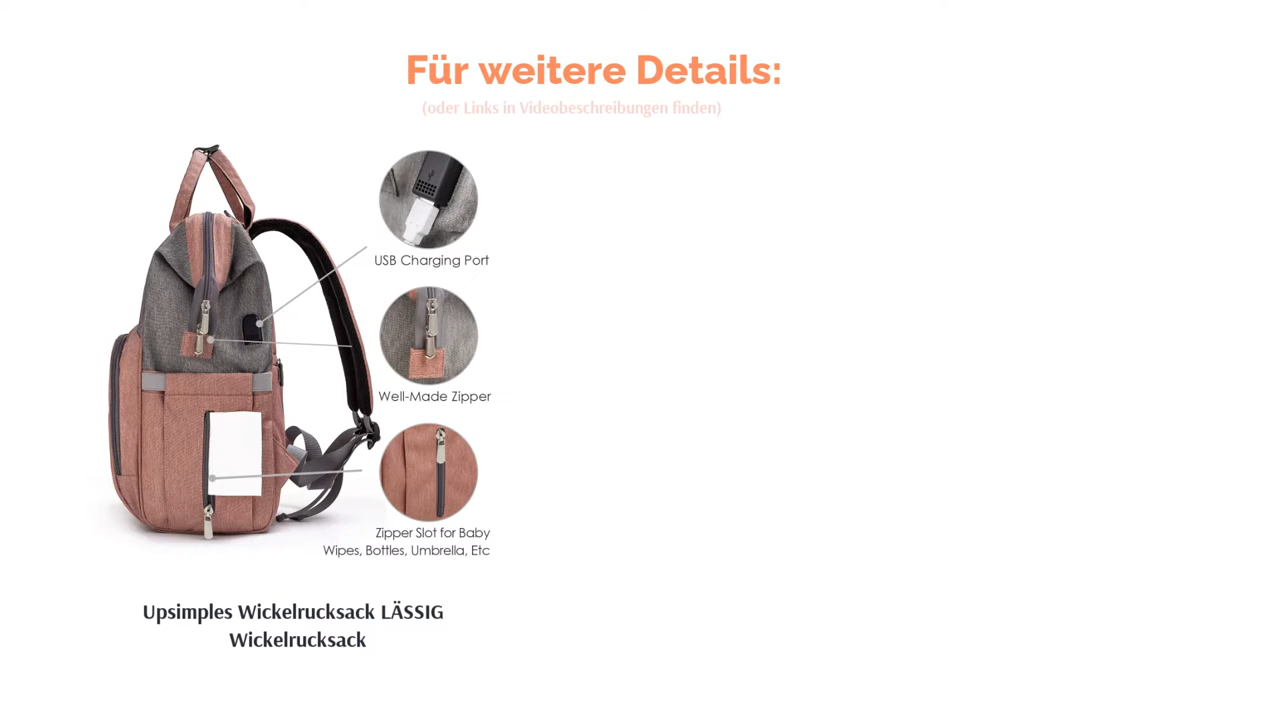 Für weitere Details:
(oder Links in Videobeschreibungen finden)
USB Charging Port
Well-Made Zipper
Zipper Slot for Baby
Wipes, Bottles, Umbrella, Etc
Upsimples Wickelrucksack LÄSSIG
Wickelrucksack